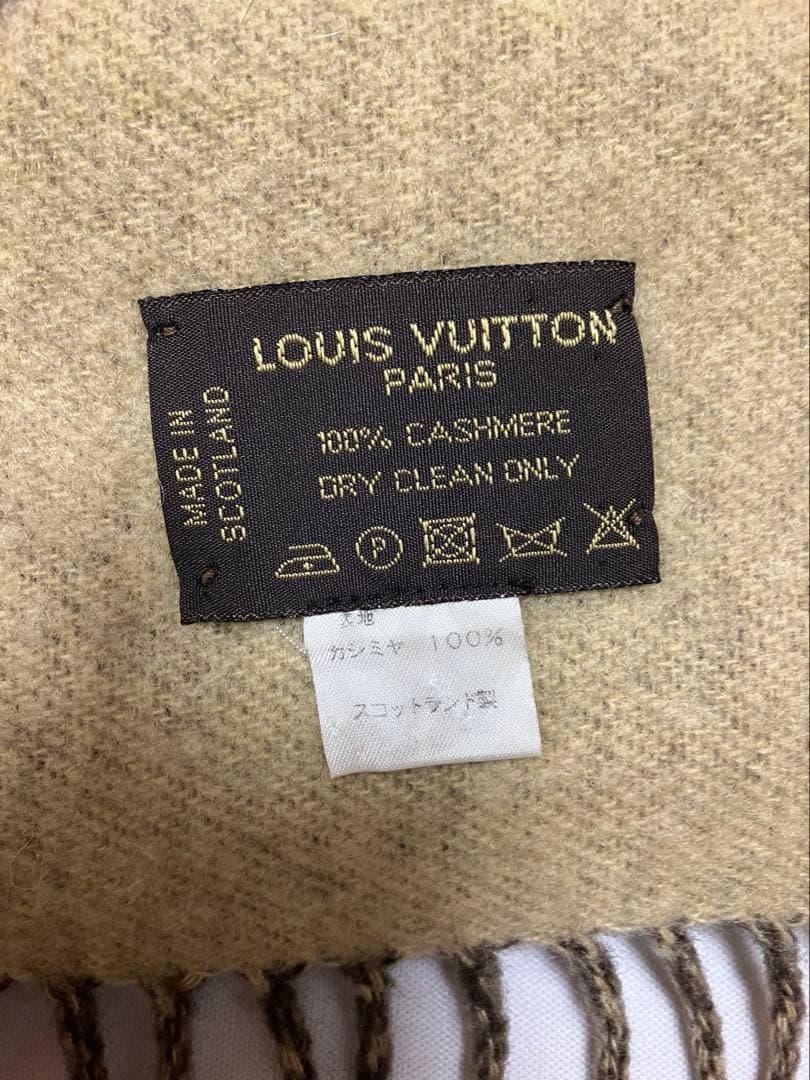 LOUIS VUITTON
PARIS
100% CASHMERE
DRY CLEAN ONLY
MADE IN
SCOTLAND
P
表地
カシミヤ 100%
スコットランド製